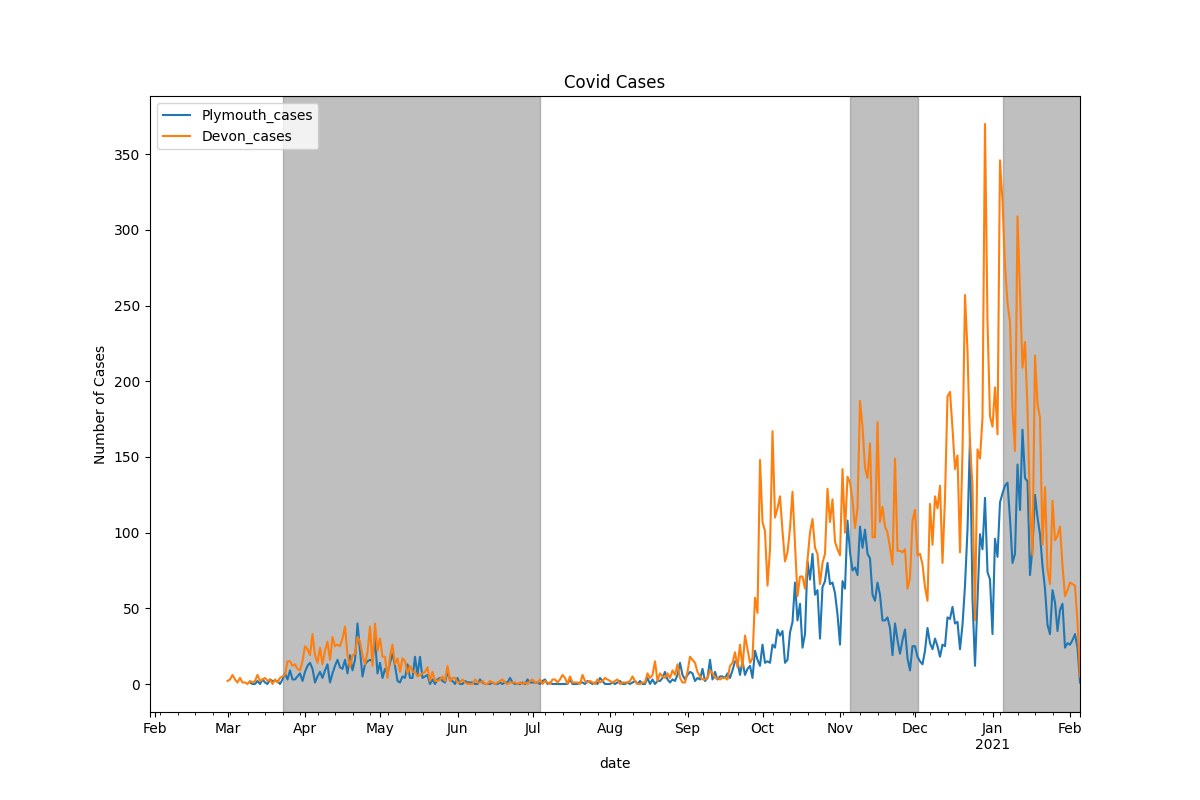 Covid Cases
Plymouth_cases
Devon_cases
350
300
250
200
150
100
50
0
Number of Cases
Feb Mar Apr May Jun Jul Aug Sep Oct Nov Dec Jan Feb
2021
date